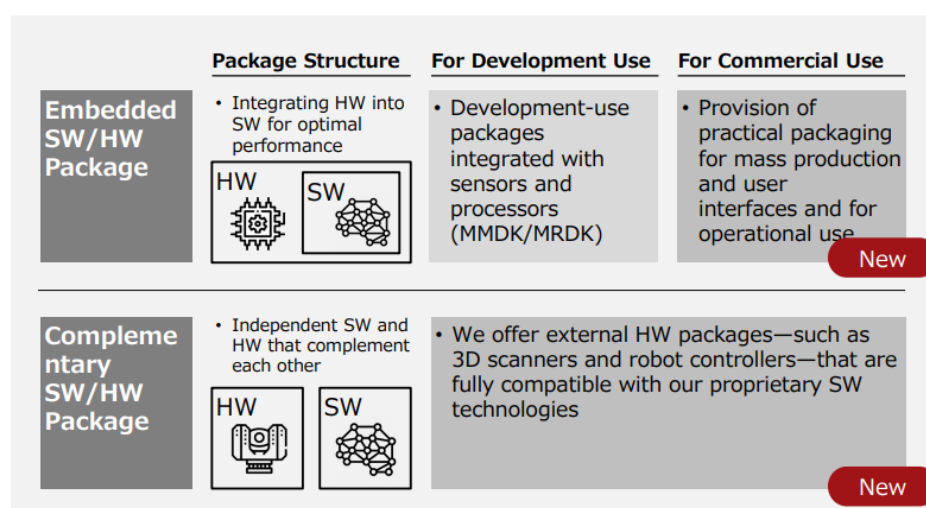 Package Structure
For Development Use
For Commercial Use
Embedded
SW/HW
Package
• Integrating HW into
SW for optimal
performance
HW
SW
• Development-use
packages
integrated with
sensors and
processors
(MMDK/MRDK)
• Provision of
practical packaging
for mass production
and user
interfaces and for
operational use
New
Compleme
ntary
SW/HW
Package
• Independent SW and
HW that complement
each other
HW
SW
• We offer external HW packages—such as
3D scanners and robot controllers—that are
fully compatible with our proprietary SW
technologies
New